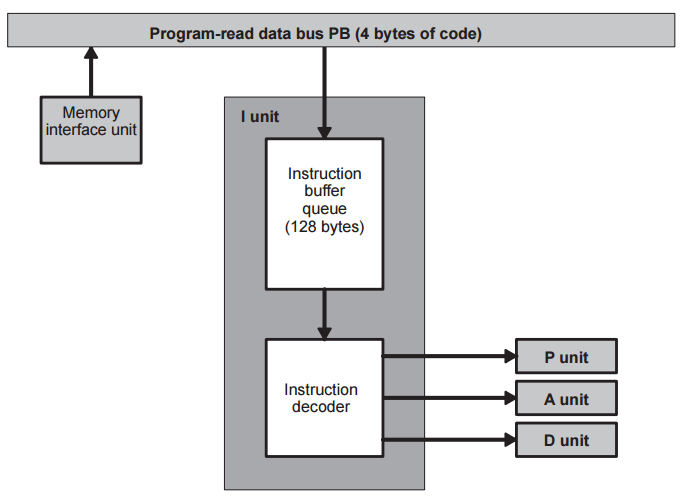 Program-read data bus PB (4 bytes of code)
Memory
interface unit
I unit
Instruction
buffer
queue
(128 bytes)
Instruction
decoder
P unit
A unit
D unit